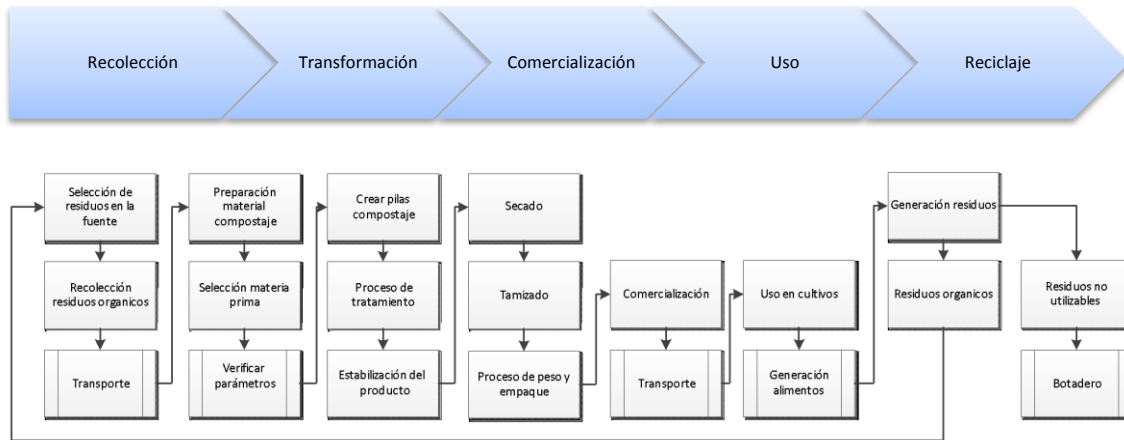 Recolección
Transformación
Comercialización
Uso
Reciclaje
Selección de
residuos en la
fuente
Recolección
residuos organicos
Transporte
Preparación
material
compostaje
Selección materia
prima
Verificar
parámetros
Crear pilas
compostaje
Proceso de
tratamiento
Estabilización del
producto
Secado
Tamizado
Proceso de peso y
empaque
Comercialización
Transporte
Uso en cultivos
Generación
alimentos
Generación residuos
Residuos organicos
Residuos no
utilizables
Botadero